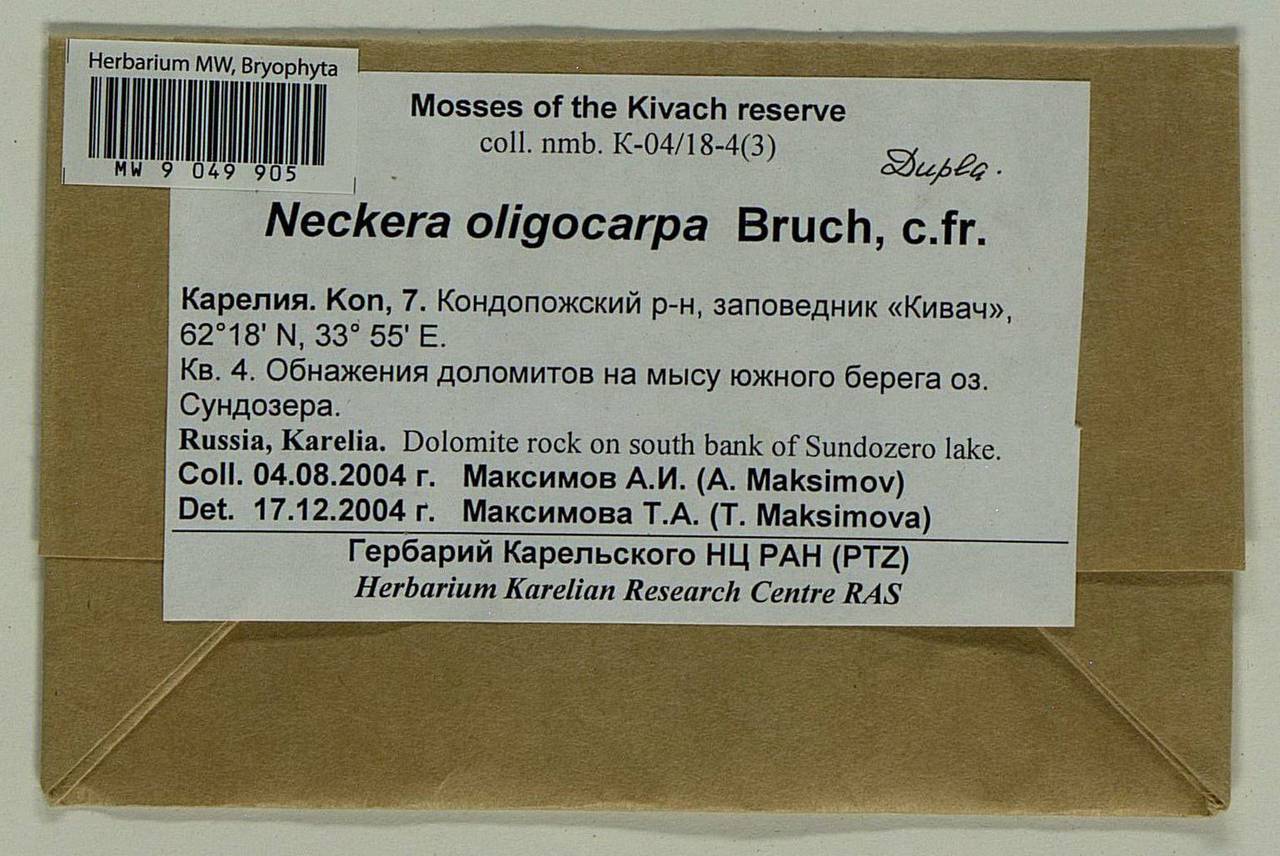 Herbarium MW, Bryophyta
MW 9 049 905
Mosses of the Kivach reserve
coll. nmb. K-04/18-4(3)
Dupla.
Neckera oligocarpa Bruch, c.fr.
Карелия. Kon, 7. Кондопожский р-н, заповедник «Кивач»,
62°18' N, 33° 55' E.
Кв. 4. Обнажения доломитов на мысу южного берега оз.
Сундозера.
Russia, Karelia. Dolomite rock on south bank of Sundozero lake.
Coll. 04.08.2004 г. Максимов А.И. (A. Maksimov)
Det. 17.12.2004 г. Максимова Т.А. (T. Maksimova)
Гербарий Карельского НЦ РАН (PTZ)
Herbarium Karelian Research Centre RAS